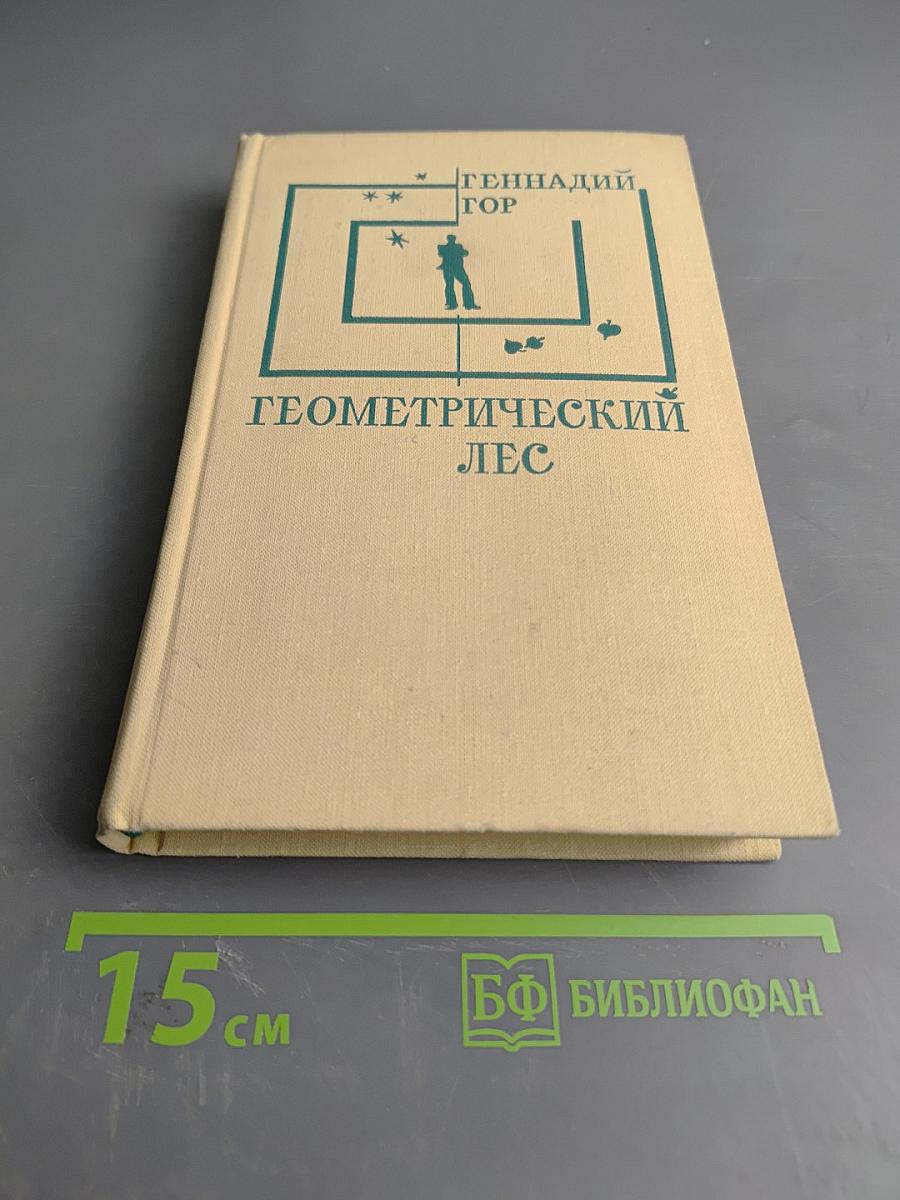 ГЕННАДИЙ
ГОР
ГЕОМЕТРИЧЕСКИЙ
ЛЕС
15 см
БФ БИБЛИОФАН